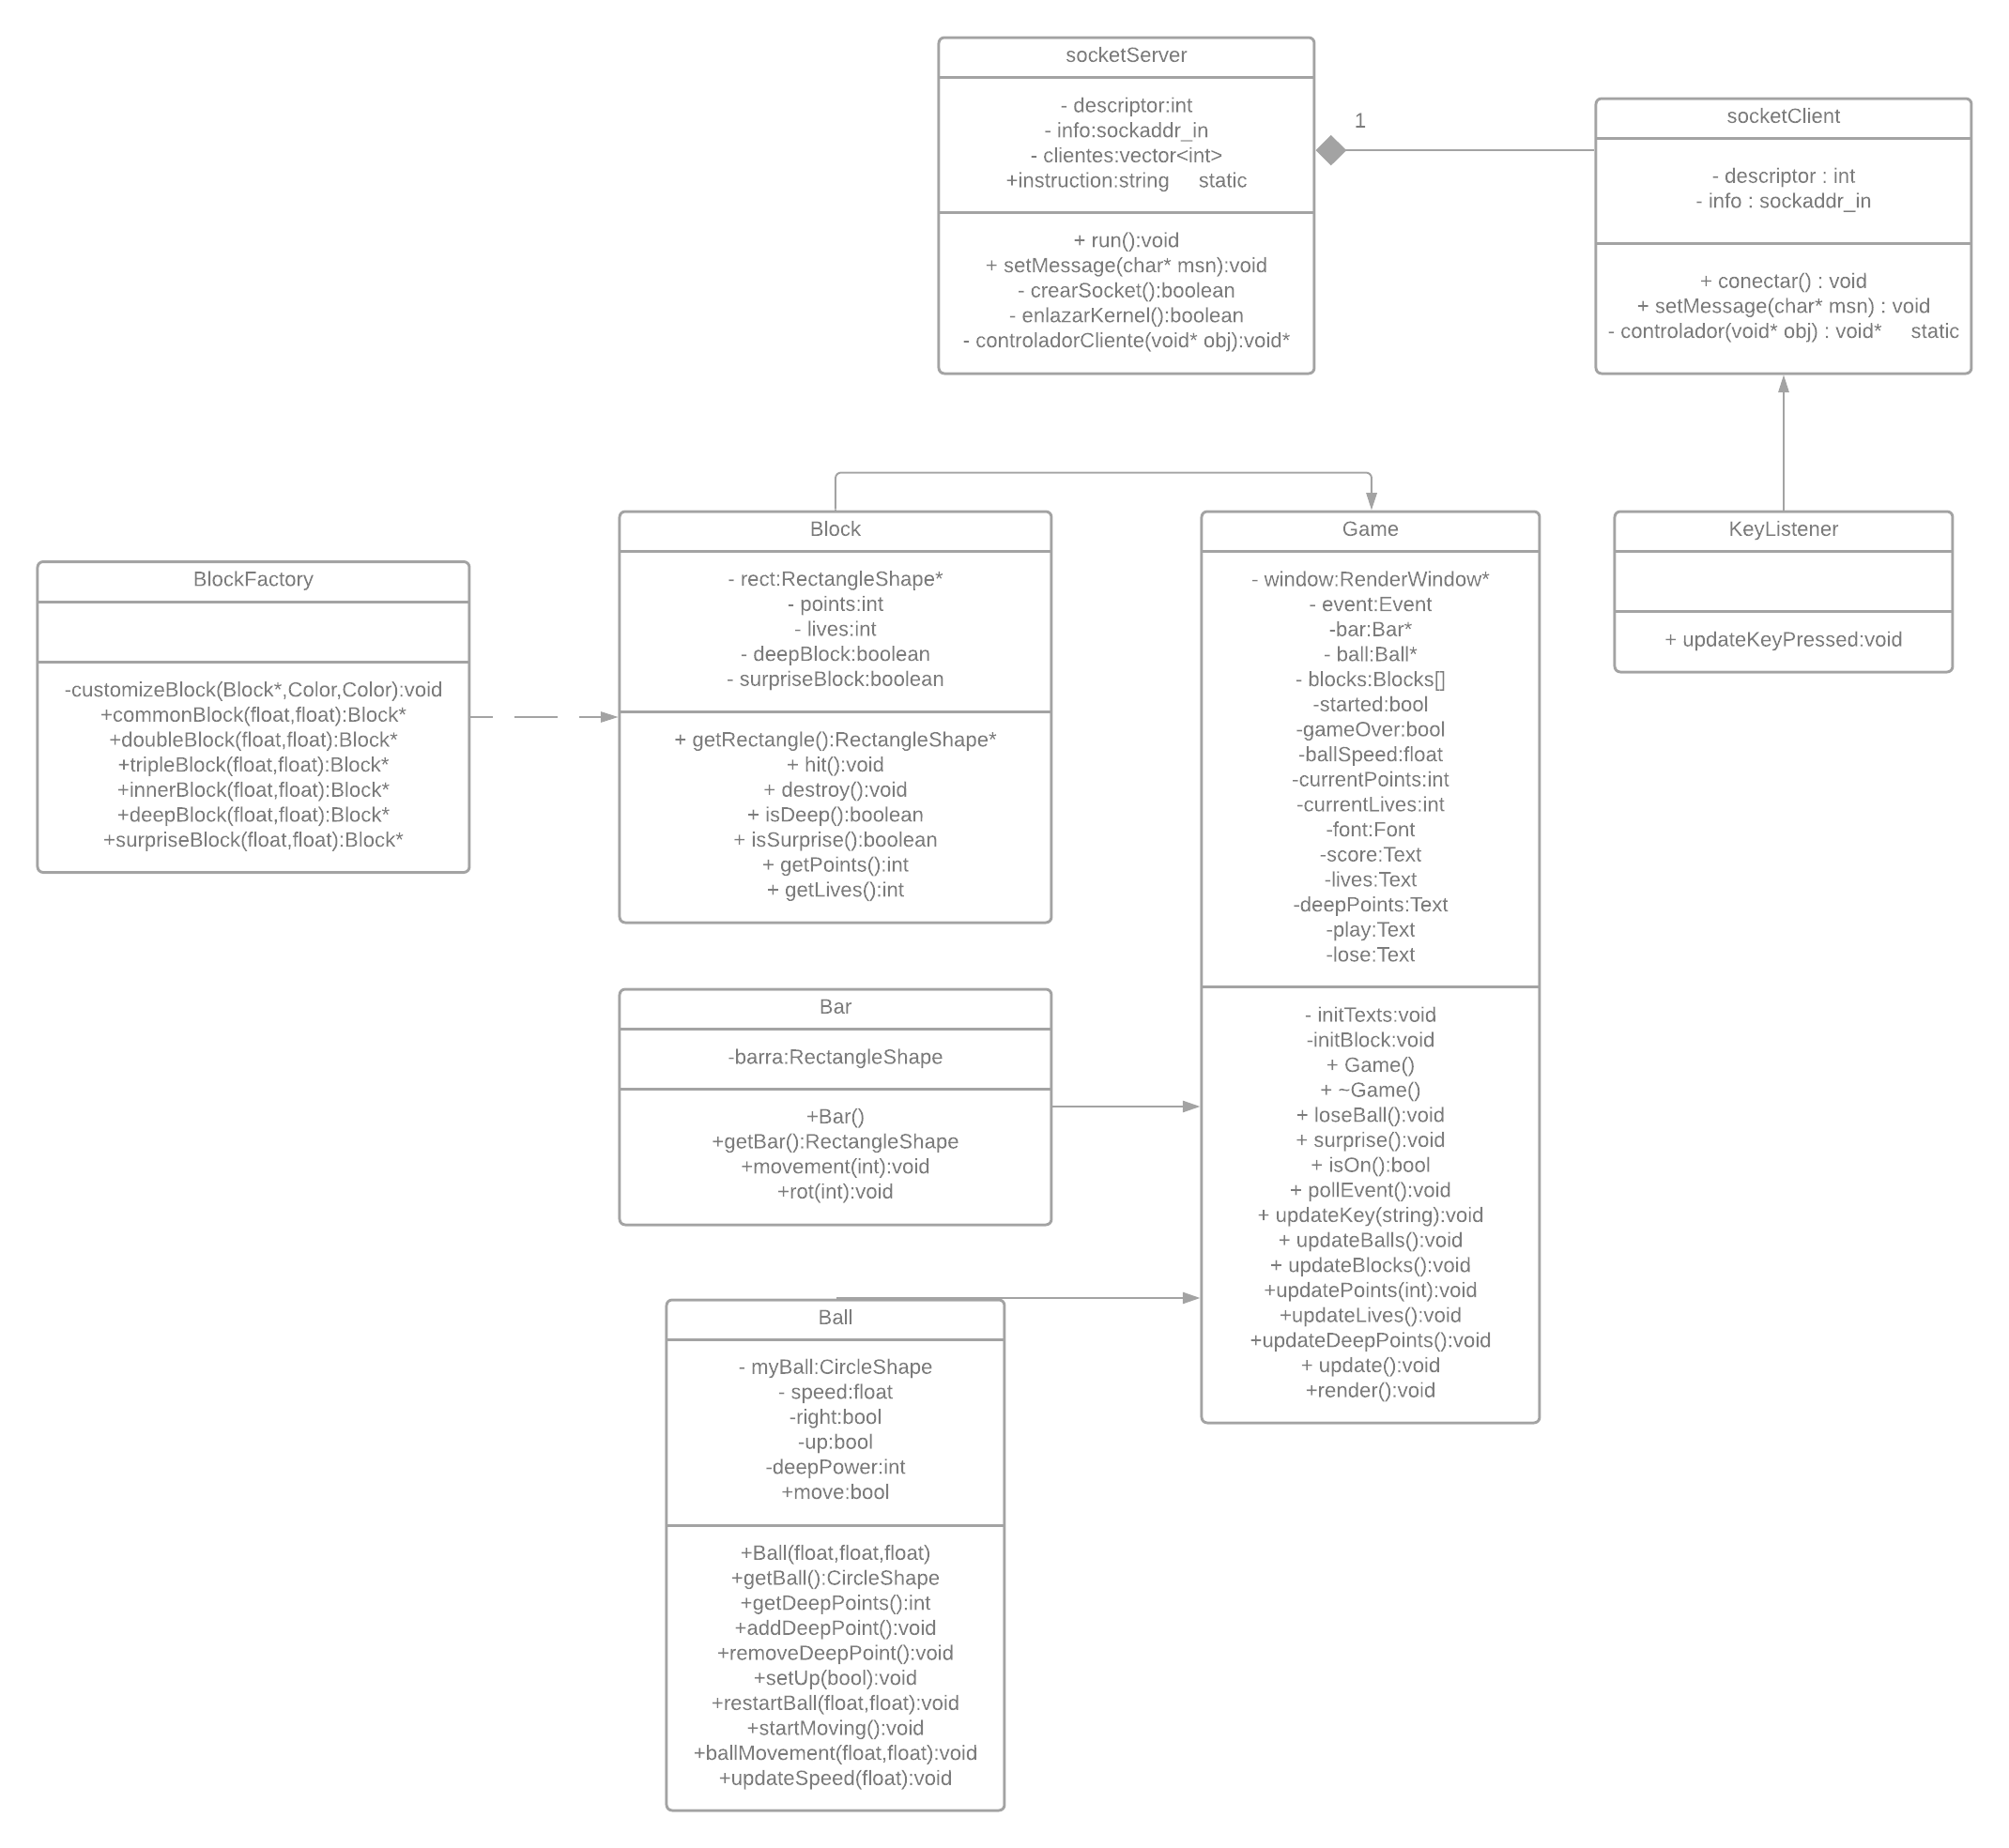 socketServer
- descriptor:int
- info:sockaddr_in
- clientes:vector<int>
+instruction:string     static
+ run():void
+ setMessage(char* msn):void
- crearSocket():boolean
- enlazarKernel():boolean
- controladorCliente(void* obj):void*
1
socketClient
- descriptor : int
- info : sockaddr_in
+ conectar() : void
+ setMessage(char* msn) : void
- controlador(void* obj) : void*     static
BlockFactory
-customizeBlock(Block*,Color,Color):void
+commonBlock(float,float):Block*
+doubleBlock(float,float):Block*
+tripleBlock(float,float):Block*
+innerBlock(float,float):Block*
+deepBlock(float,float):Block*
+surpriseBlock(float,float):Block*
Block
- rect:RectangleShape*
- points:int
- lives:int
- deepBlock:boolean
- surpriseBlock:boolean
+ getRectangle():RectangleShape*
+ hit():void
+ destroy():void
+ isDeep():boolean
+ isSurprise():boolean
+ getPoints():int
+ getLives():int
Game
- window:RenderWindow*
- event:Event
-bar:Bar*
- ball:Ball*
- blocks:Blocks[]
-started:bool
-gameOver:bool
-ballSpeed:float
-currentPoints:int
-currentLives:int
-font:Font
-score:Text
-lives:Text
-deepPoints:Text
-play:Text
-lose:Text
- initTexts:void
-initBlock:void
+ Game()
+ ~Game()
+ loseBall():void
+ surprise():void
+ isOn():bool
+ pollEvent():void
+ updateKey(string):void
+ updateBalls():void
+ updateBlocks():void
+updatePoints(int):void
+updateLives():void
+updateDeepPoints():void
+ update():void
+render():void
KeyListener
+ updateKeyPressed:void
Bar
-barra:RectangleShape
+Bar()
+getBar():RectangleShape
+movement(int):void
+rot(int):void
Ball
- myBall:CircleShape
- speed:float
-right:bool
-up:bool
-deepPower:int
+move:bool
+Ball(float,float,float)
+getBall():CircleShape
+getDeepPoints():int
+addDeepPoint():void
+removeDeepPoint():void
+setUp(bool):void
+restartBall(float,float):void
+startMoving():void
+ballMovement(float,float):void
+updateSpeed(float):void